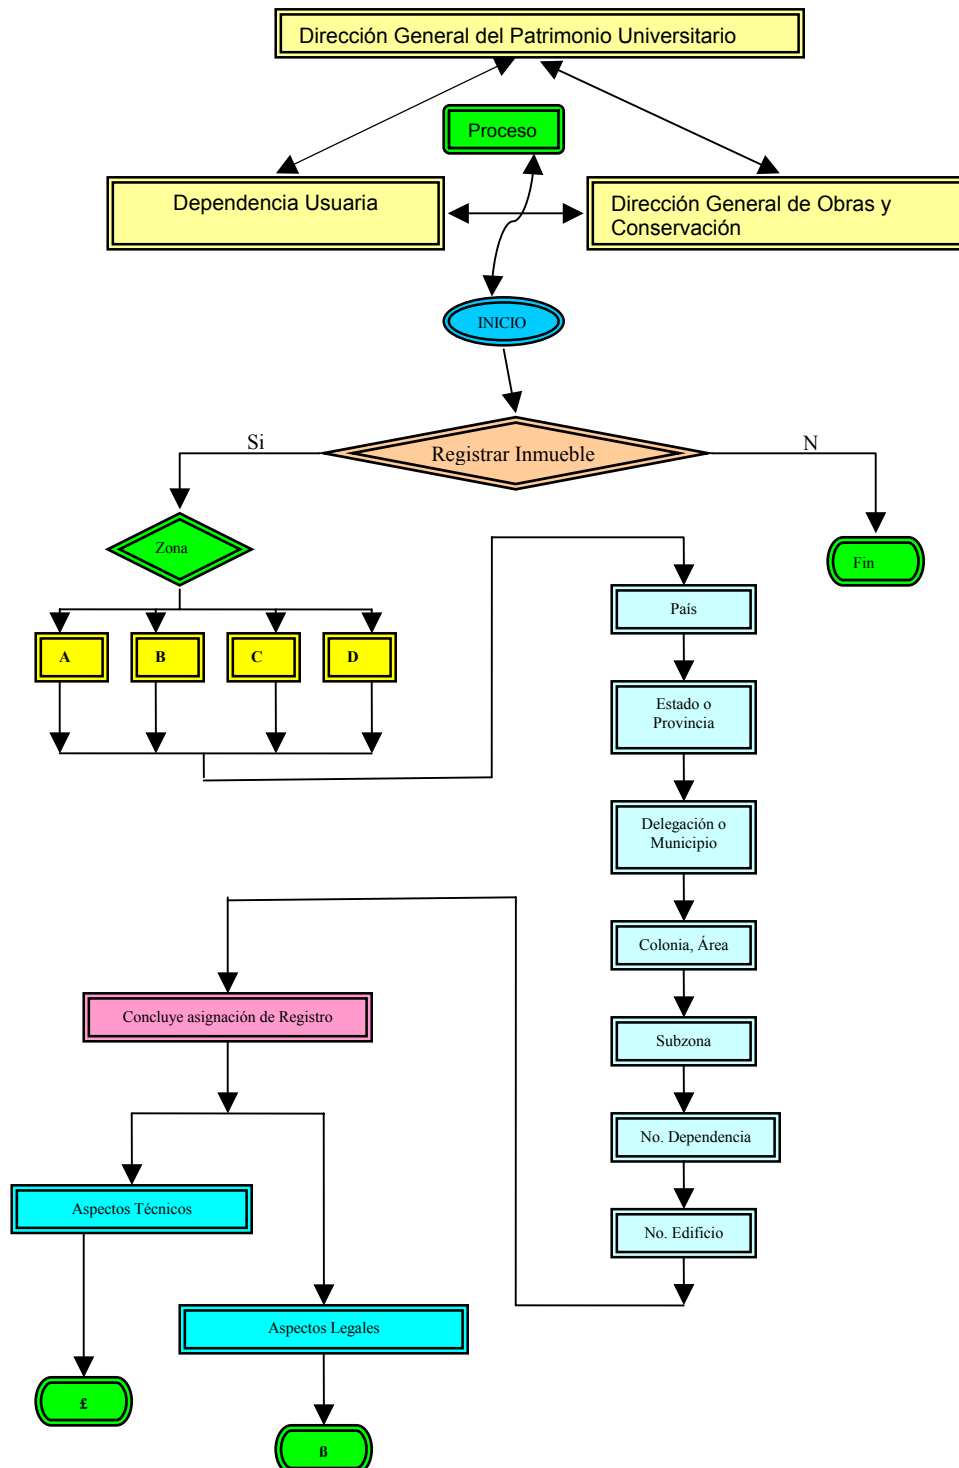 Dirección General del Patrimonio Universitario
Proceso
Dependencia Usuaria
Dirección General de Obras y
Conservación
INICIO
Si
Registrar Inmueble
N
Zona
Fin
País
A
B
C
D
Estado o
Provincia
Delegación o
Municipio
Colonia, Área
Concluye asignación de Registro
Subzona
No. Dependencia
Aspectos Técnicos
No. Edificio
Aspectos Legales
£
ß